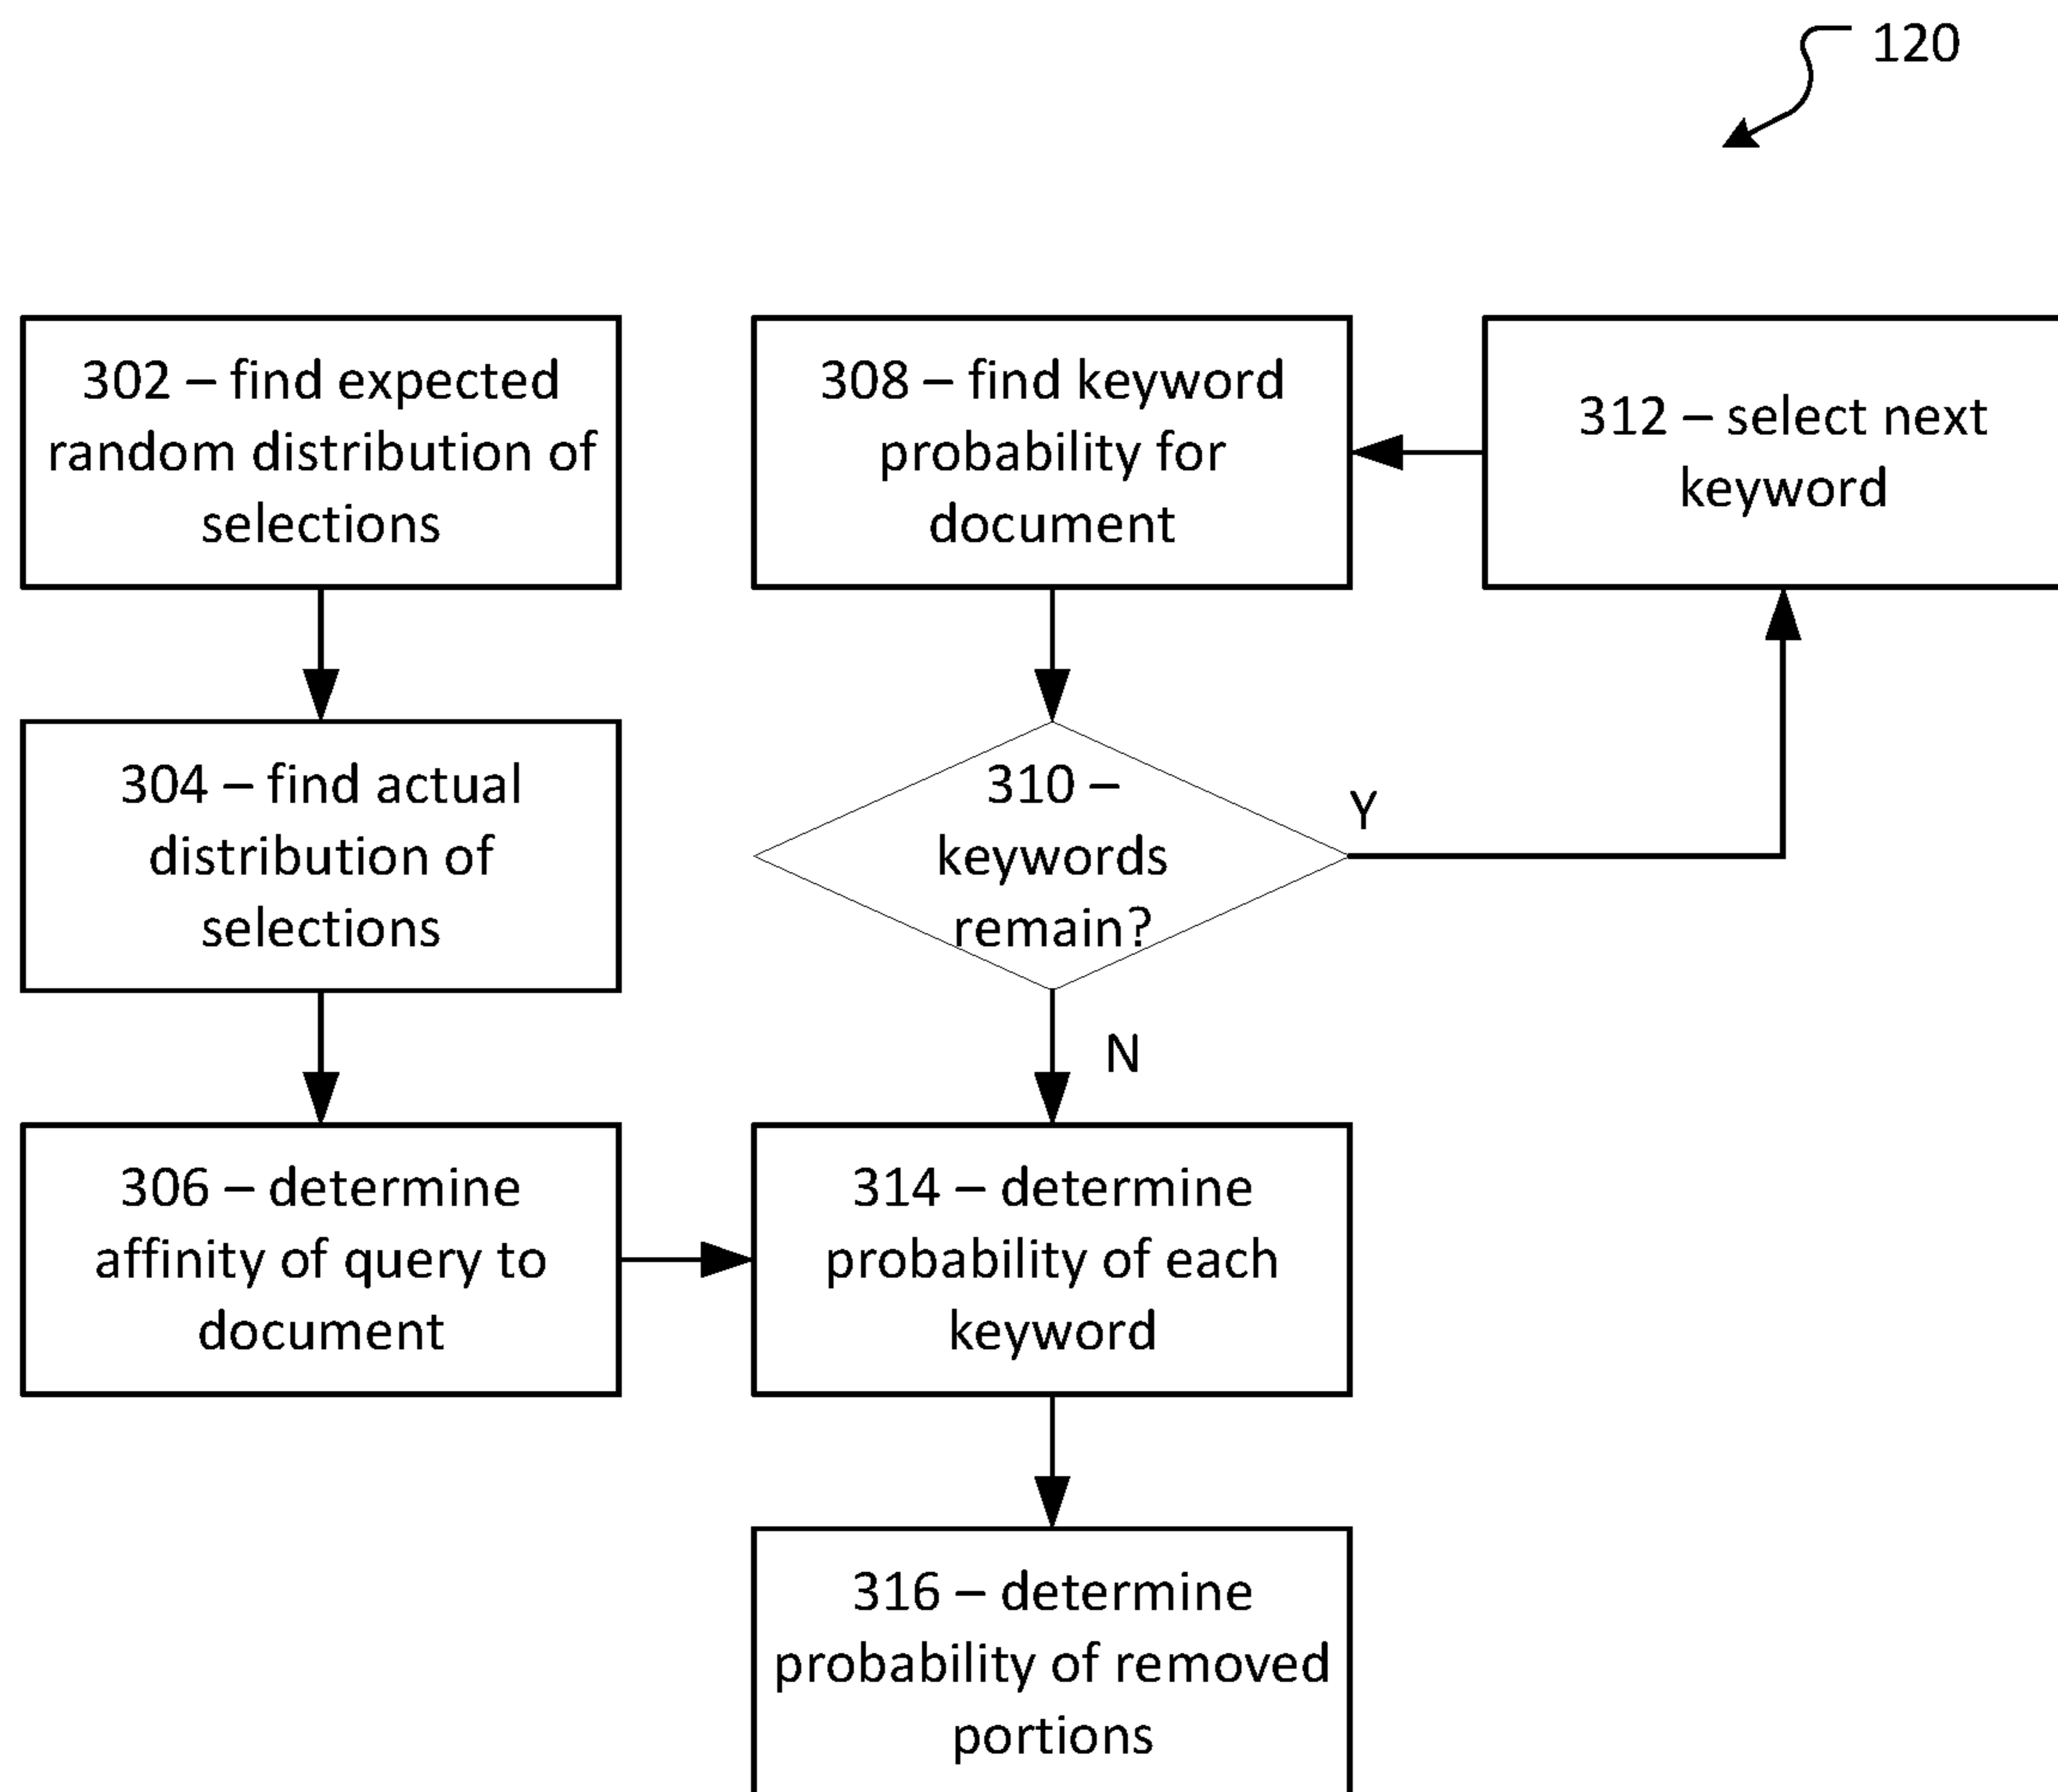 120
302 – find expected
random distribution of
selections
308 – find keyword
probability for
document
312 – select next
keyword
304 – find actual
distribution of
selections
310 –
keywords
remain?
Y
N
306 – determine
affinity of query to
document
314 – determine
probability of each
keyword
316 – determine
probability of removed
portions